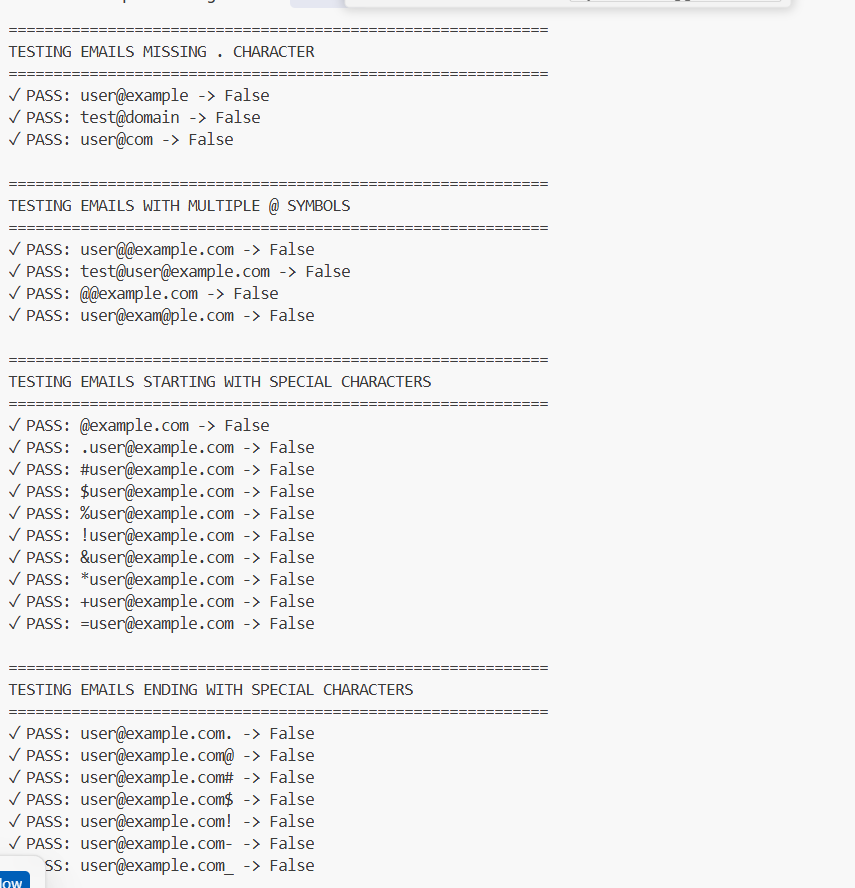 ============================================================
TESTING EMAILS MISSING . CHARACTER
============================================================
✓ PASS: user@example -> False
✓ PASS: test@domain -> False
✓ PASS: user@com -> False
============================================================
TESTING EMAILS WITH MULTIPLE @ SYMBOLS
============================================================
✓ PASS: user@@example.com -> False
✓ PASS: test@user@example.com -> False
✓ PASS: @@example.com -> False
✓ PASS: user@exam@ple.com -> False
============================================================
TESTING EMAILS STARTING WITH SPECIAL CHARACTERS
============================================================
✓ PASS: @example.com -> False
✓ PASS: .user@example.com -> False
✓ PASS: #user@example.com -> False
✓ PASS: $user@example.com -> False
✓ PASS: %user@example.com -> False
✓ PASS: !user@example.com -> False
✓ PASS: &user@example.com -> False
✓ PASS: *user@example.com -> False
✓ PASS: +user@example.com -> False
✓ PASS: =user@example.com -> False
============================================================
TESTING EMAILS ENDING WITH SPECIAL CHARACTERS
============================================================
✓ PASS: user@example.com. -> False
✓ PASS: user@example.com@ -> False
✓ PASS: user@example.com# -> False
✓ PASS: user@example.com$ -> False
✓ PASS: user@example.com! -> False
✓ PASS: user@example.com- -> False
SS: user@example.com_ -> False
low